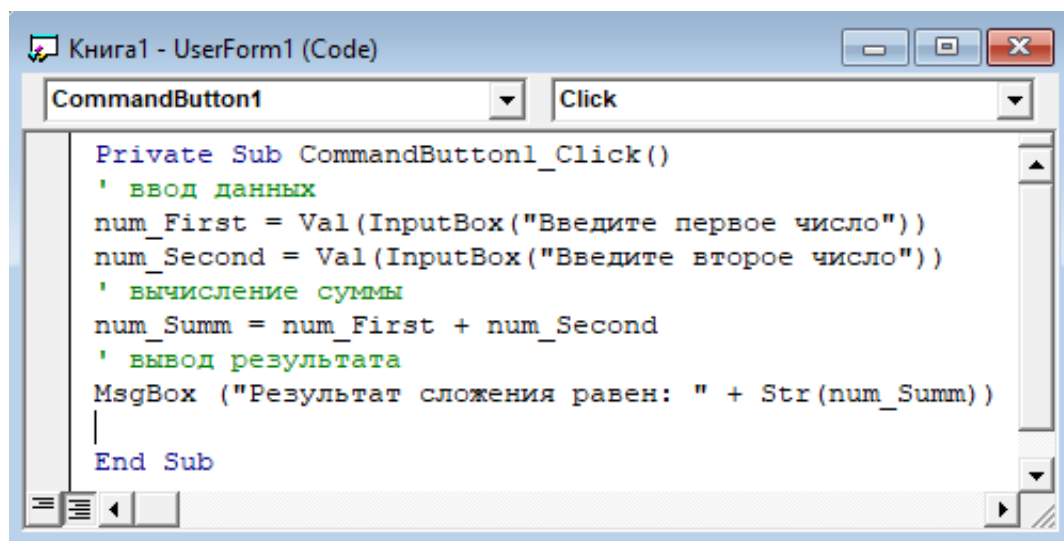 Книга1 - UserForm1 (Code)
CommandButton1 Click
Private Sub CommandButton1_Click()
' ввод данных
num_First = Val(InputBox("Введите первое число"))
num_Second = Val(InputBox("Введите второе число"))
' вычисление суммы
num_Summ = num_First + num_Second
' вывод результата
MsgBox ("Результат сложения равен: " + Str(num_Summ))
End Sub